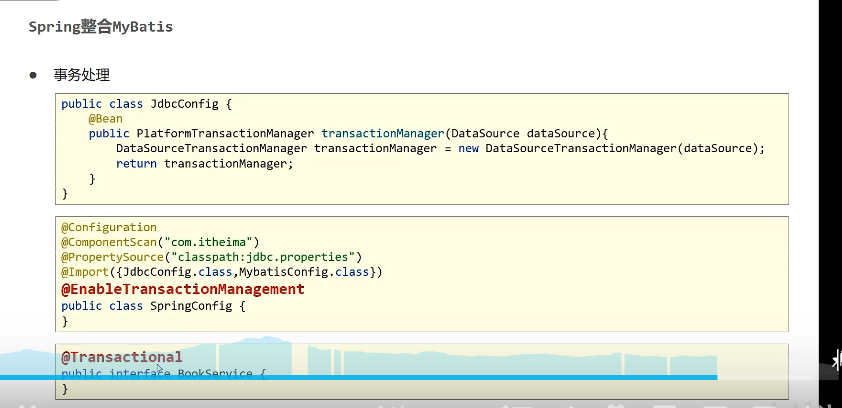 Spring整合MyBatis
● 事务处理
public class JdbcConfig {
@Bean
public PlatformTransactionManager transactionManager(DataSource dataSource){
DataSourceTransactionManager transactionManager = new DataSourceTransactionManager(dataSource);
return transactionManager;
}
}
@Configuration
@ComponentScan("com.itheima")
@PropertySource("classpath:jdbc.properties")
@Import({JdbcConfig.class,MybatisConfig.class})
@EnableTransactionManagement
public class SpringConfig {
}
@Transactional
public interface BookService {
}